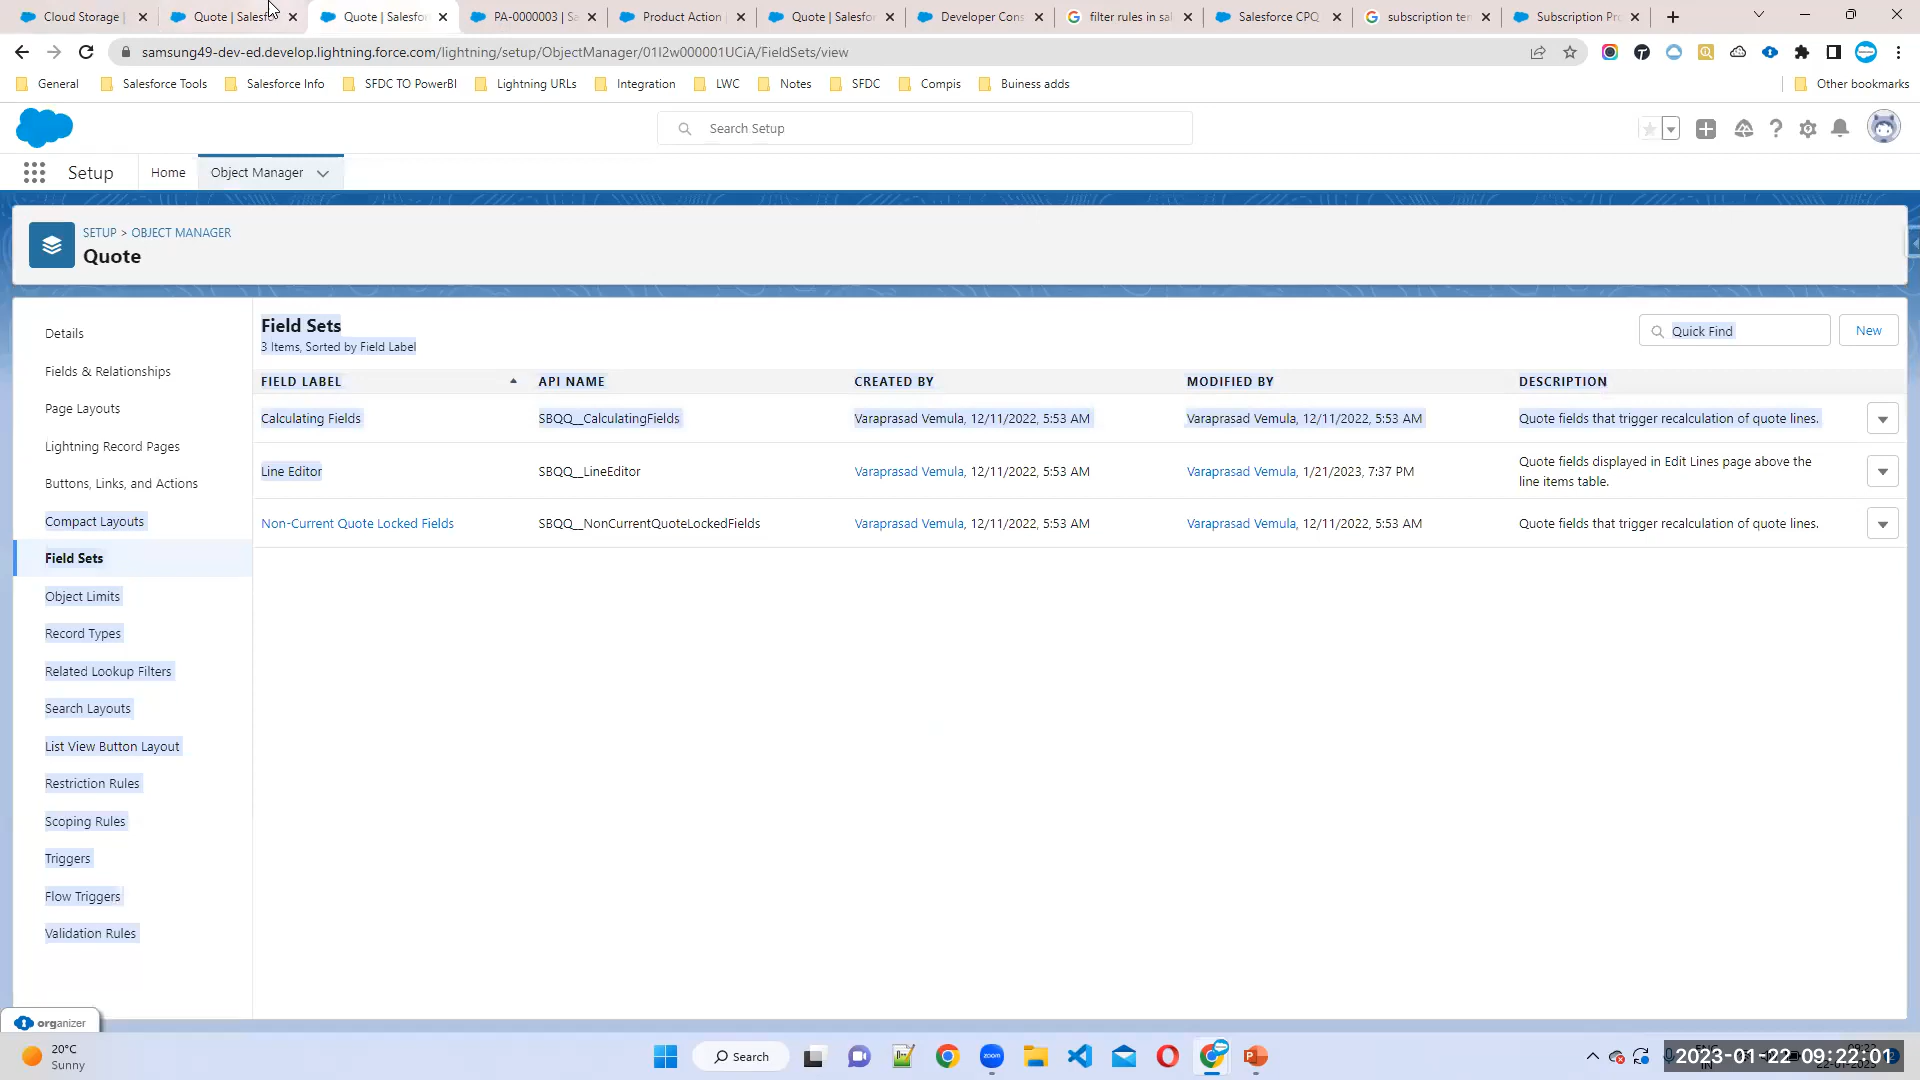 Cloud Storage |
Quote | Salesf
Quote | Salesfor
PA-0000003 | Sa
Product Action
Quote | Salesfor
Developer Cons
filter rules in sal
Salesforce CPQ
subscription ter
Subscription Pr
samsung49-dev-ed.develop.lightning.force.com/lightning/setup/ObjectManager/01I2w000001UCiA/FieldSets/view
General
Salesforce Tools
Salesforce Info
SFDC TO PowerBI
Lightning URLs
Integration
LWC
Notes
SFDC
Compis
Buiness adds
Other bookmarks
Search Setup
Setup
Home
Object Manager
SETUP > OBJECT MANAGER
Quote
Details
Fields & Relationships
Page Layouts
Lightning Record Pages
Buttons, Links, and Actions
Compact Layouts
Field Sets
Object Limits
Record Types
Related Lookup Filters
Search Layouts
List View Button Layout
Restriction Rules
Scoping Rules
Triggers
Flow Triggers
Validation Rules
Field Sets
3 Items, Sorted by Field Label
Quick Find
New
FIELD LABEL API NAME CREATED BY MODIFIED BY DESCRIPTION
Calculating Fields SBQQ__CalculatingFields Varaprasad Vemula, 12/11/2022, 5:53 AM Varaprasad Vemula, 12/11/2022, 5:53 AM Quote fields that trigger recalculation of quote lines.
Line Editor SBQQ__LineEditor Varaprasad Vemula, 12/11/2022, 5:53 AM Varaprasad Vemula, 1/21/2023, 7:37 PM Quote fields displayed in Edit Lines page above the
line items table.
Non-Current Quote Locked Fields SBQQ__NonCurrentQuoteLockedFields Varaprasad Vemula, 12/11/2022, 5:53 AM Varaprasad Vemula, 12/11/2022, 5:53 AM Quote fields that trigger recalculation of quote lines.
organizer
20°C
Sunny
Search
zoom
2023-01-22 09:22:01